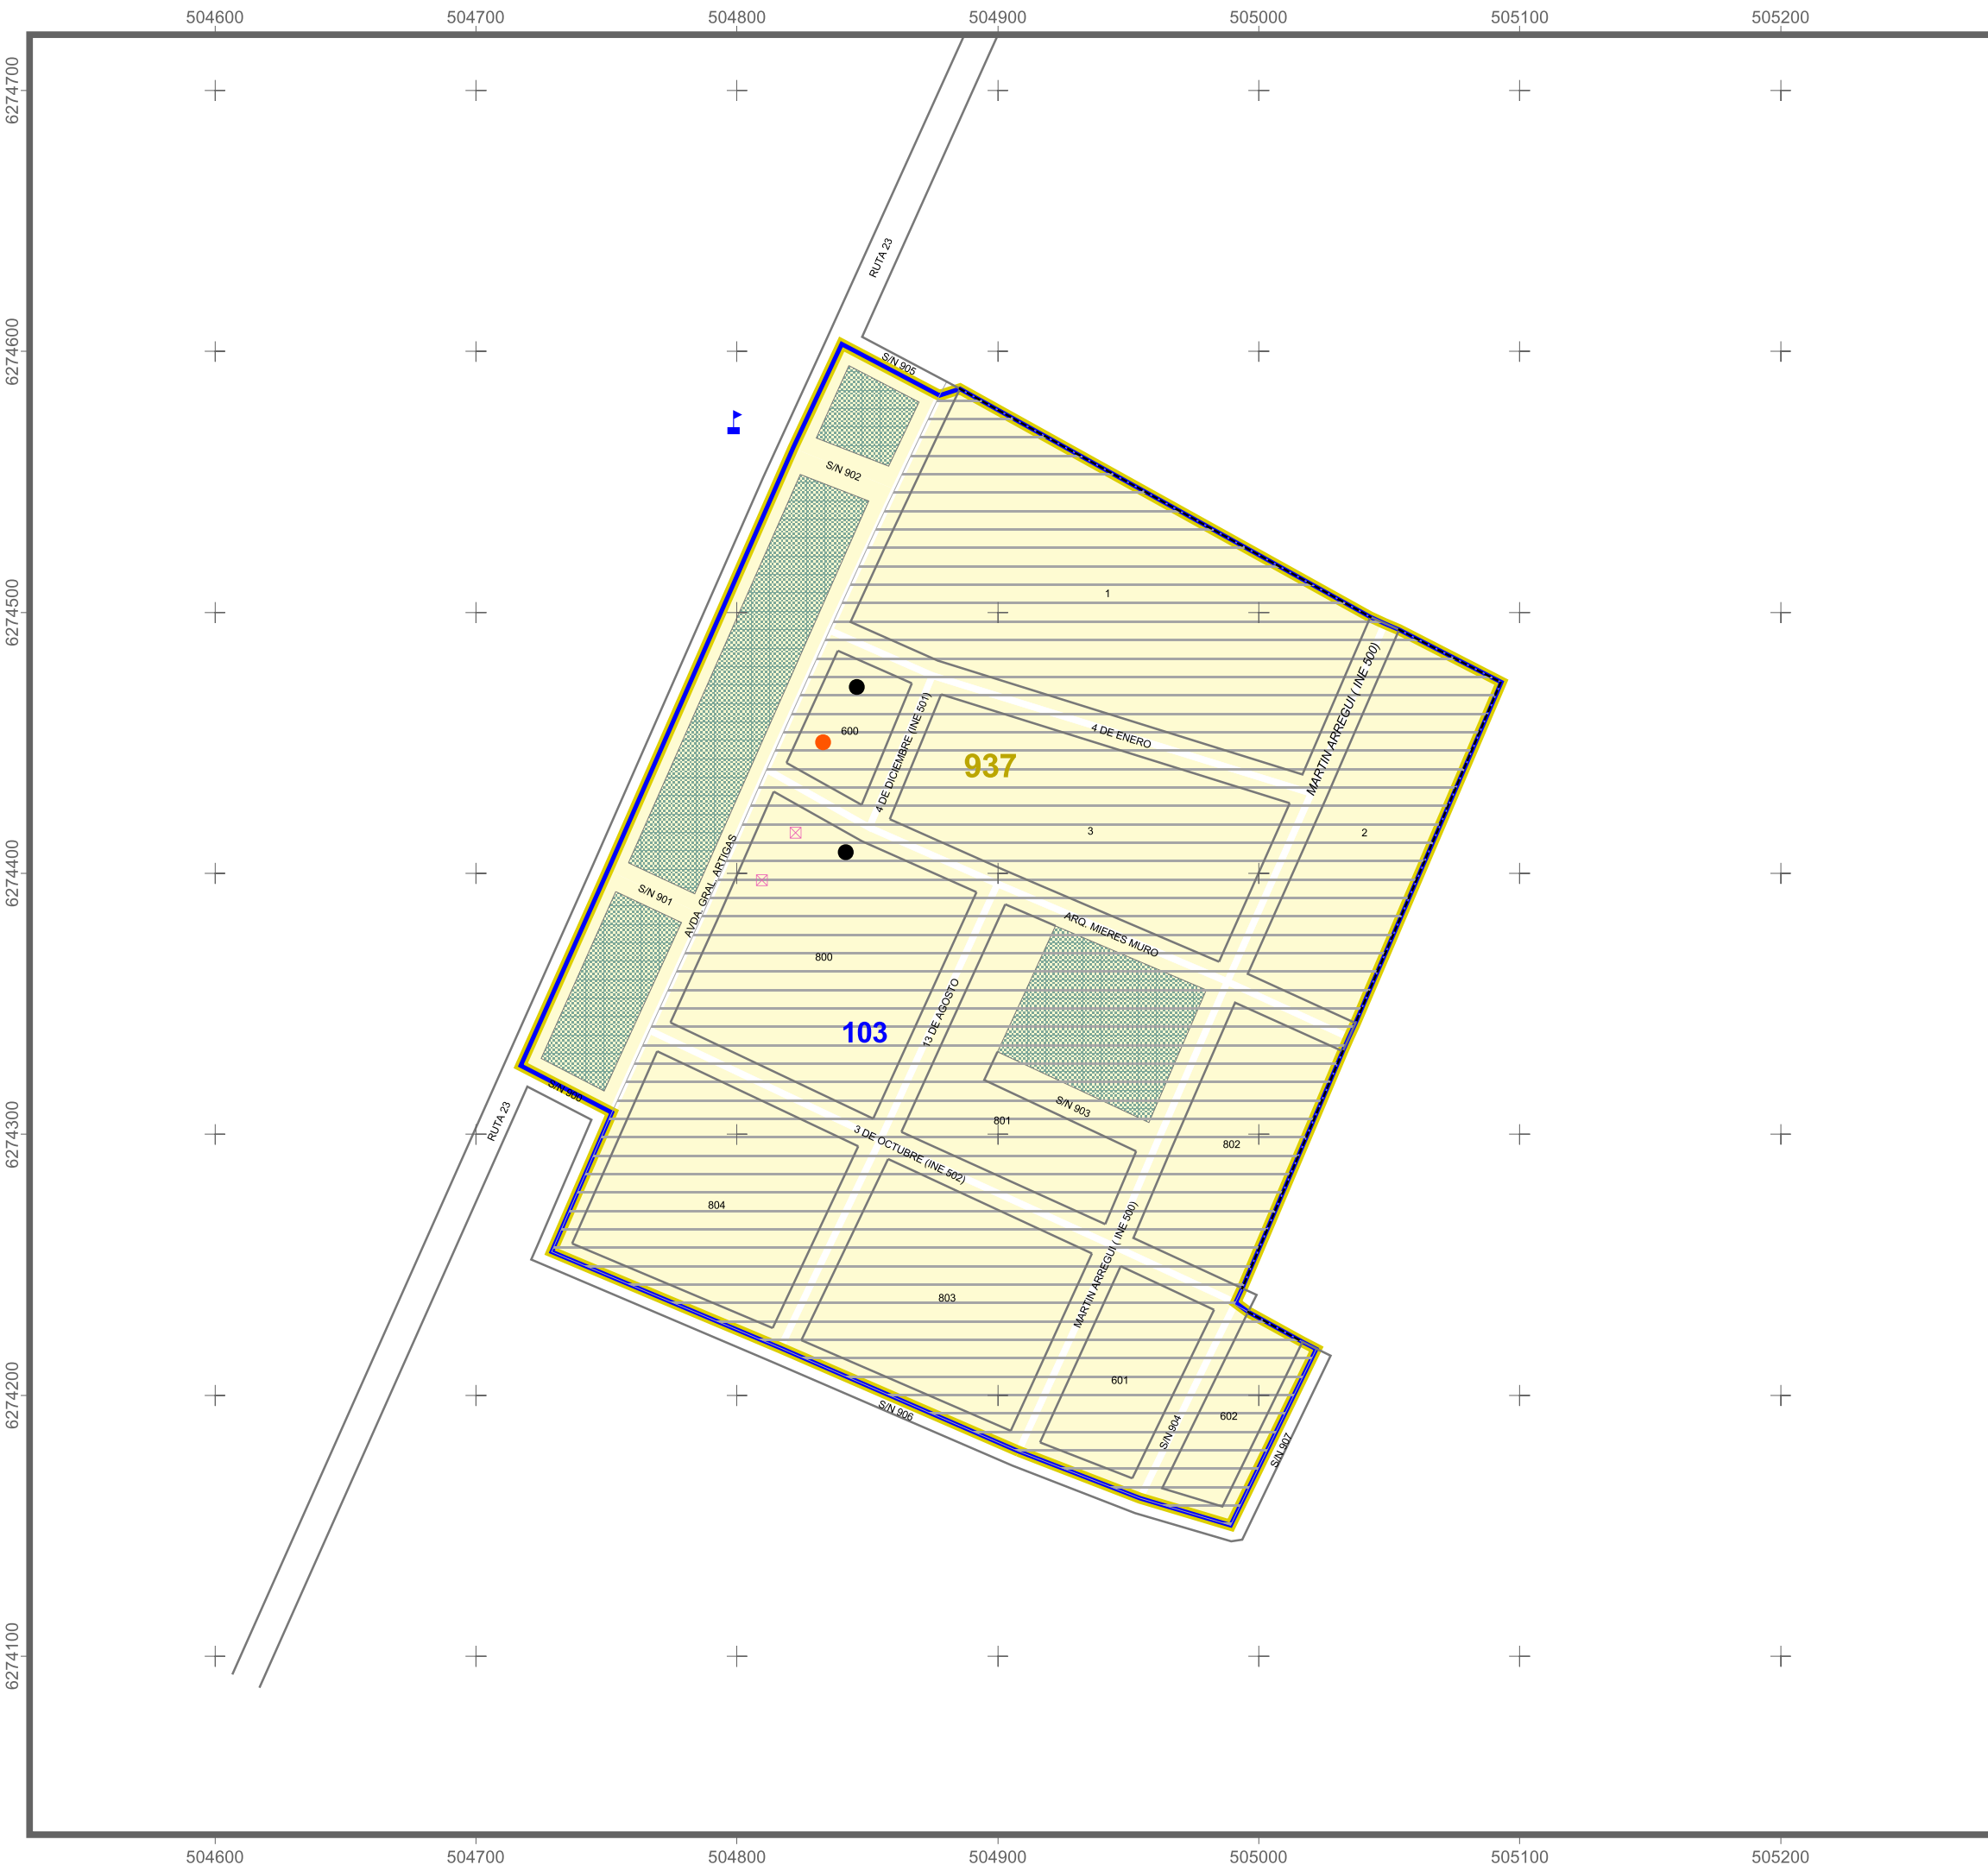 504600 504700 504800 504900 505000 505100 505200
6274700
RUTA 23
6274600
S/N 905
S/N 902
6274500
1
MARTIN ARREGUI ( INE 500)
4 DE DICIEMBRE (INE 501)
600
4 DE ENERO
937
3
2
AVDA. GRAL. ARTIGAS
6274400
S/N 901
ARQ. MIERES MURO
800
13 DE AGOSTO
103
S/N 903
801
RUTA 23
6274300
3 DE OCTUBRE (INE 502)
802
804
MARTIN ARREGUI ( INE 500)
803
601
6274200
S/N 906
602
S/N 904
S/N 907
6274100
504600 504700 504800 504900 505000 505100 505200